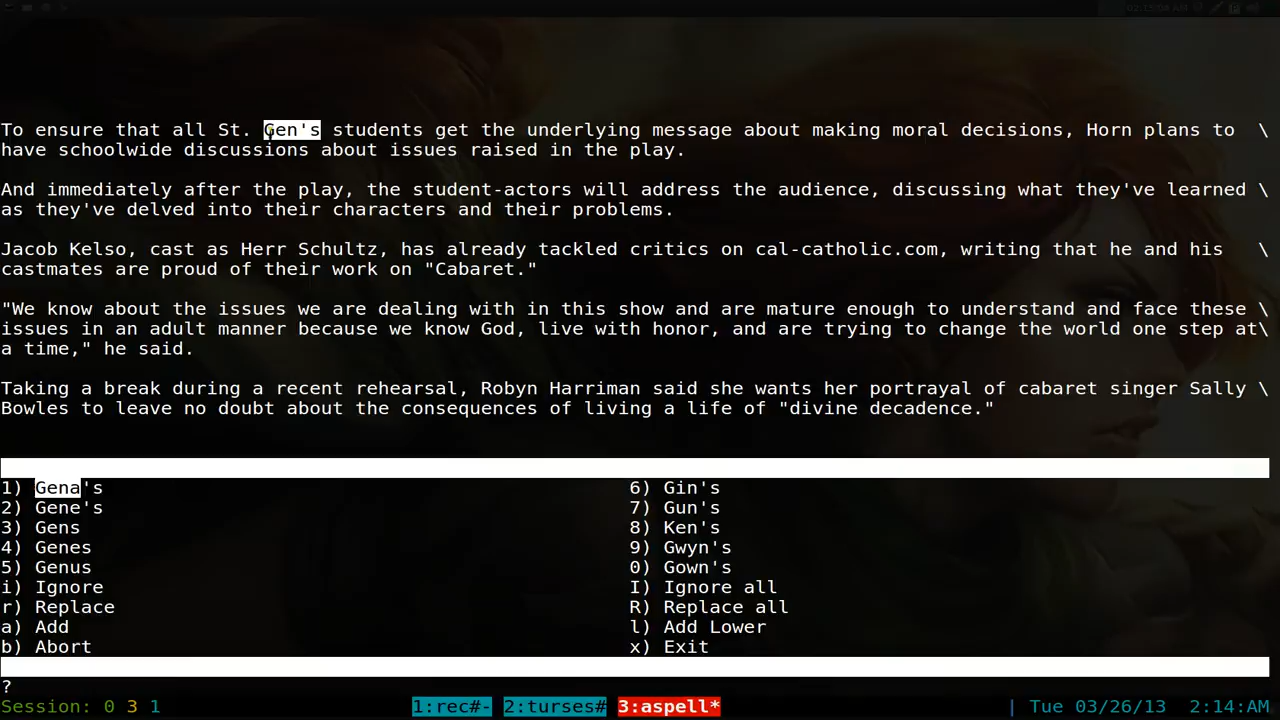 To ensure that all St. Gen's students get the underlying message about making moral decisions, Horn plans to \
have schoolwide discussions about issues raised in the play.
And immediately after the play, the student-actors will address the audience, discussing what they've learned \
as they've delved into their characters and their problems.
Jacob Kelso, cast as Herr Schultz, has already tackled critics on cal-catholic.com, writing that he and his \
castmates are proud of their work on "Cabaret."
"We know about the issues we are dealing with in this show and are mature enough to understand and face these \
issues in an adult manner because we know God, live with honor, and are trying to change the world one step at\
a time," he said.
Taking a break during a recent rehearsal, Robyn Harriman said she wants her portrayal of cabaret singer Sally \
Bowles to leave no doubt about the consequences of living a life of "divine decadence."
1) Gena's 6) Gin's
2) Gene's 7) Gun's
3) Gens 8) Ken's
4) Genes 9) Gwyn's
5) Genus 0) Gown's
i) Ignore I) Ignore all
r) Replace R) Replace all
a) Add l) Add Lower
b) Abort x) Exit
?
Session: 0 3 1 1:rec#- 2:turses# 3:aspell* | Tue 03/26/13 2:14:AM